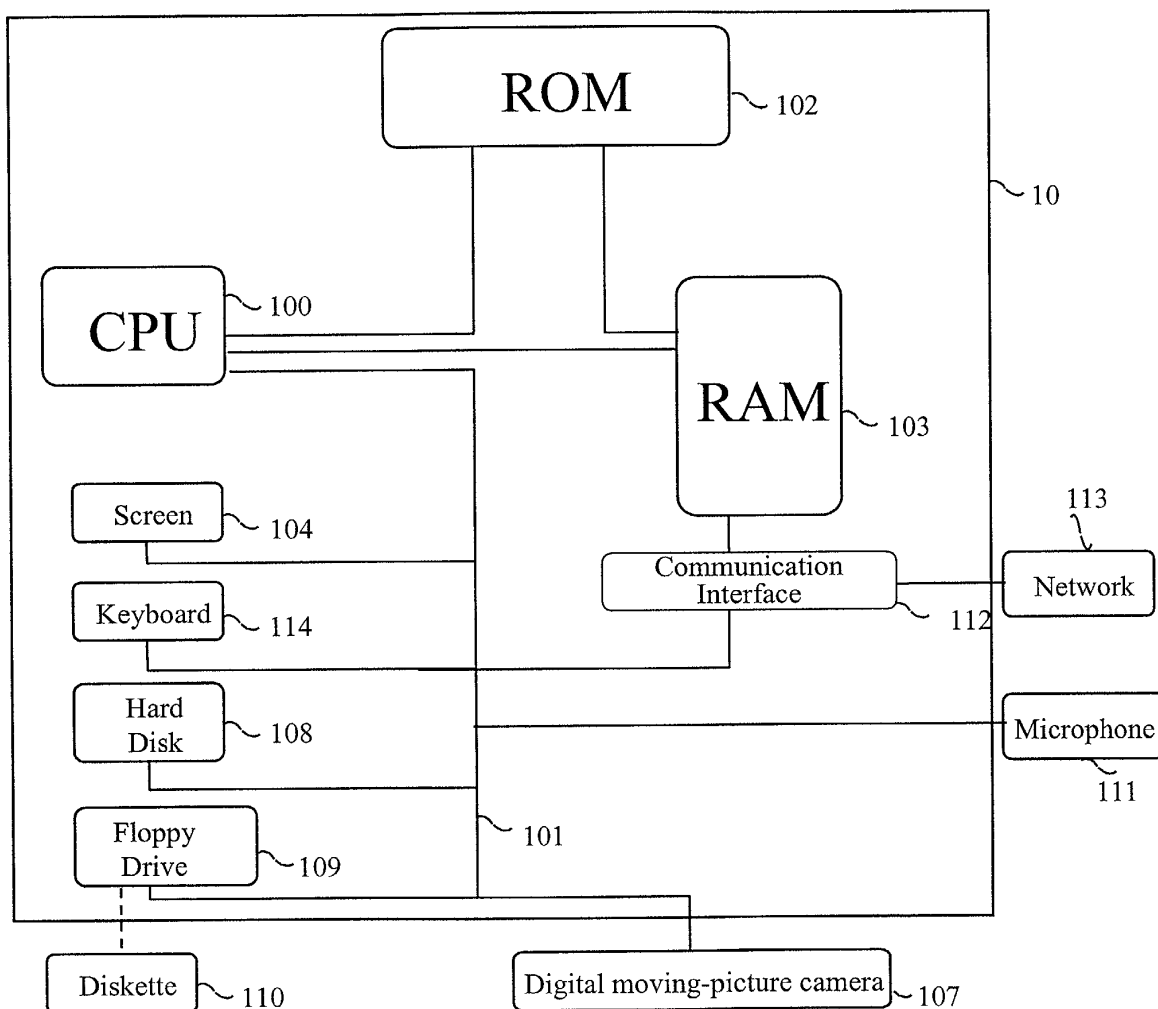 ROM
102
10
CPU
100
RAM
103
Screen
104
113
Communication
Interface
Network
Keyboard
114
112
Hard
Disk
108
Microphone
111
Floppy
Drive
101
109
Diskette
110
Digital moving-picture camera
107